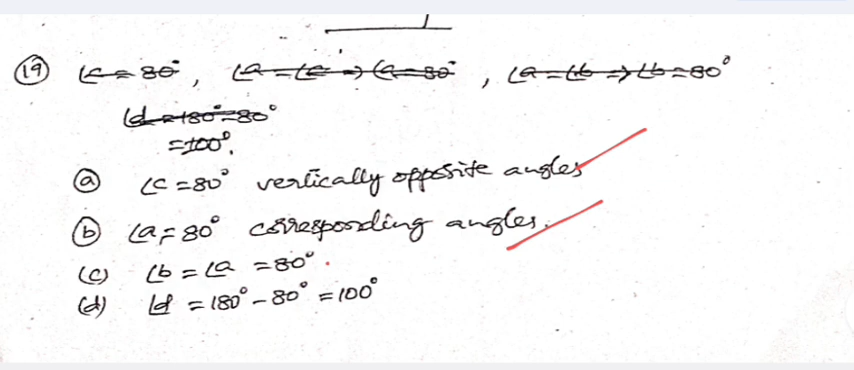 (19) ∠c = 80°, ∠a = ∠c ⇒ ∠a = 80°, ∠a = ∠b ⇒ ∠b = 80°
∠d = 180° - 80°
= 100°.
(a) ∠c = 80° vertically opposite angles
(b) ∠a = 80° corresponding angles.
(c) ∠b = ∠a = 80°.
(d) ∠d = 180° - 80° = 100°